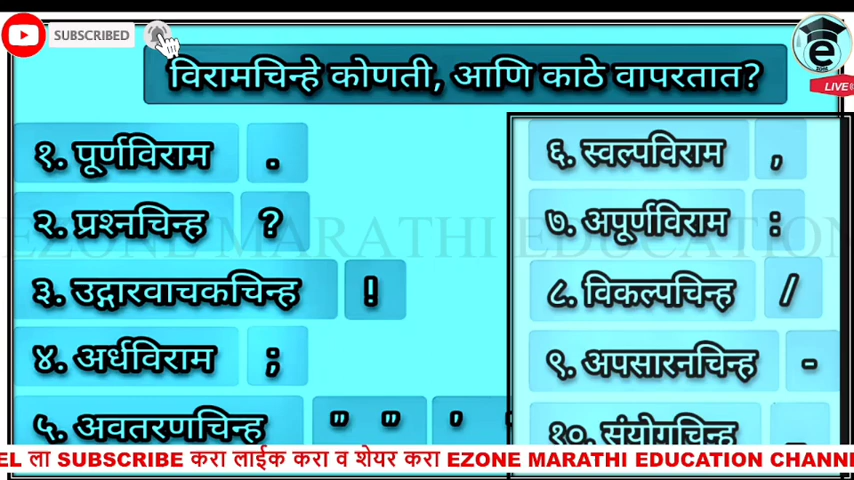 SUBSCRIBED
e
LIVE
विरामचिन्हे कोणती, आणि काठे वापरतात?
१. पूर्णविराम .
२. प्रश्नचिन्ह ?
३. उद्गारवाचकचिन्ह !
४. अर्धविराम ;
५. अवतरणचिन्ह " " '
६. स्वल्पविराम ,
७. अपूर्णविराम :
८. विकल्पचिन्ह /
९. अपसारनचिन्ह -
१०. संयोगचिन्ह _
EZONE MARATHI EDUCATION
EL ला SUBSCRIBE करा लाईक करा व शेयर करा EZONE MARATHI EDUCATION CHANN